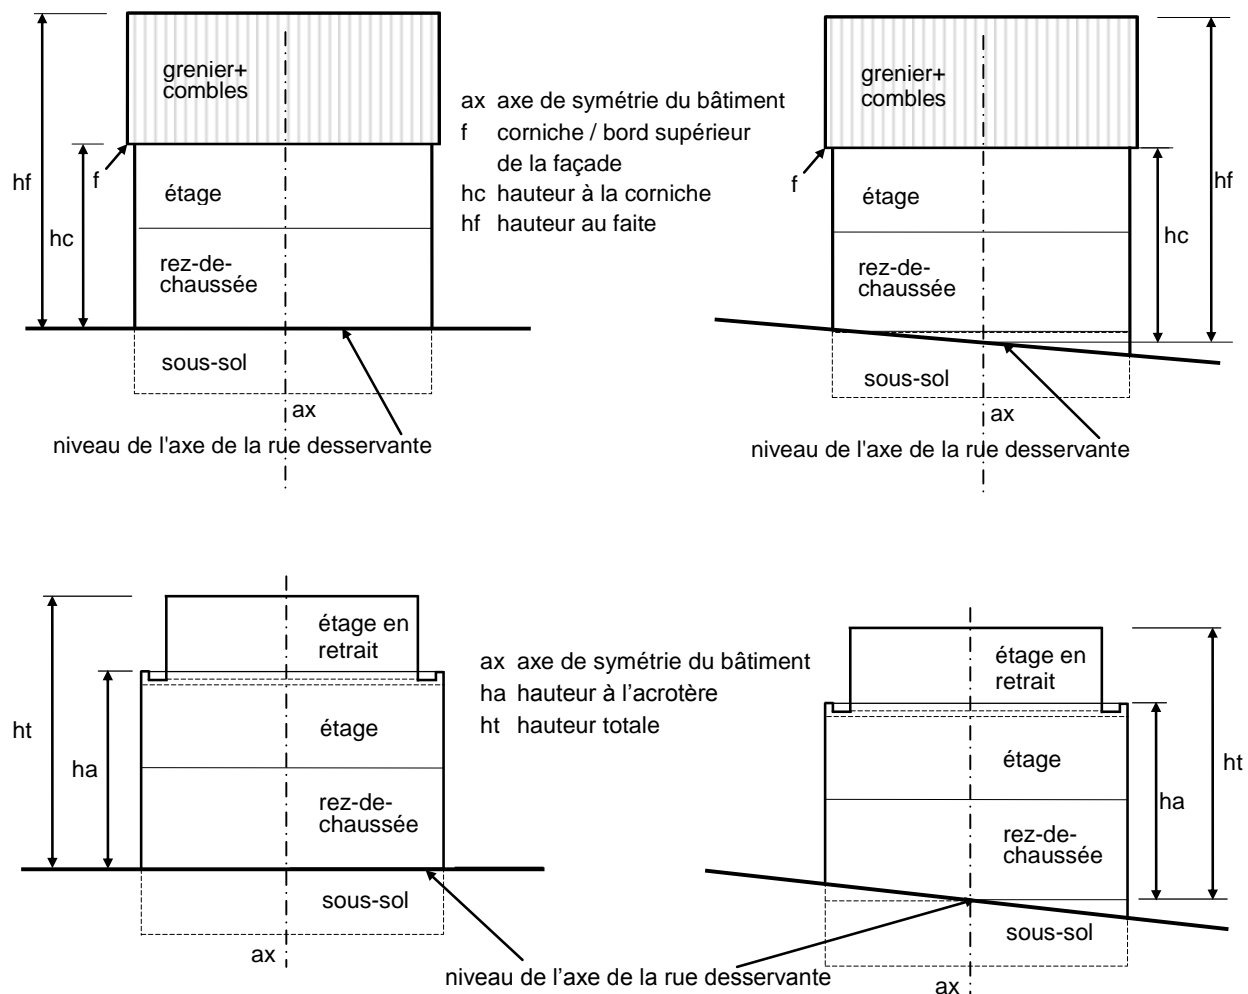 grenier+
combles
hf
f
hc
étage
rez-de-
chaussée
sous-sol
ax
niveau de l'axe de la rue desservante
ax axe de symétrie du bâtiment
f corniche / bord supérieur
de la façade
hc hauteur à la corniche
hf hauteur au faite
grenier+
combles
f
hf
étage
hc
rez-de-
chaussée
sous-sol
ax
niveau de l'axe de la rue desservante
étage en
retrait
ht
étage
ha
rez-de-
chaussée
sous-sol
ax
ax axe de symétrie du bâtiment
ha hauteur à l'acrotère
ht hauteur totale
étage en
retrait
étage
ht
ha
rez-de-
chaussée
sous-sol
niveau de l'axe de la rue desservante
ax